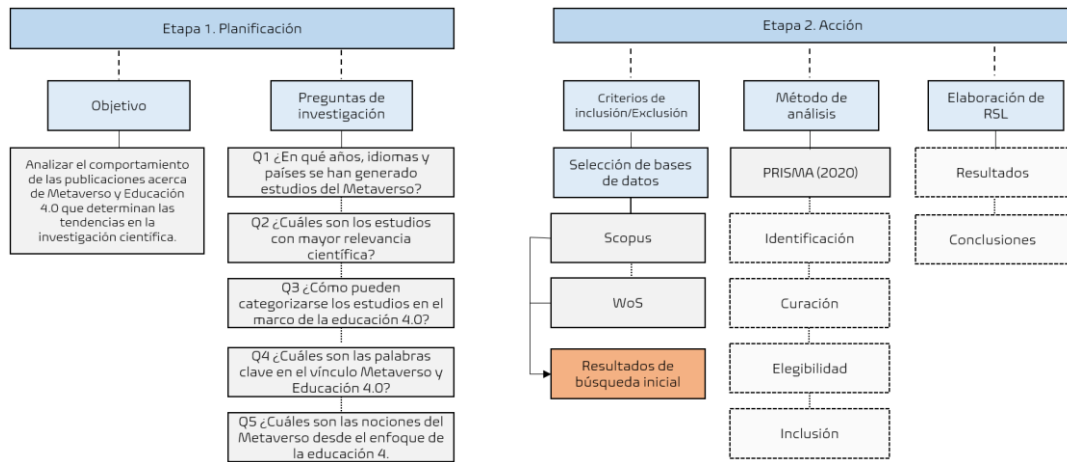 Etapa 1. Planificación
Objetivo
Analizar el comportamiento
de las publicaciones acerca
de Metaverso y Educación
4.0 que determinan las
tendencias en la
investigación científica.
Preguntas de
investigación
Q1 ¿En qué años, idiomas y
países se han generado
estudios del Metaverso?
Q2 ¿Cuáles son los estudios
con mayor relevancia
científica?
Q3 ¿Cómo pueden
categorizarse los estudios en el
marco de la educación 4.0?
Q4 ¿Cuáles son las palabras
clave en el vínculo Metaverso y
Educación 4.0?
Q5 ¿Cuáles son las nociones del
Metaverso desde el enfoque de
la educación 4.
Etapa 2. Acción
Criterios de
inclusión/Exclusión
Selección de bases
de datos
Scopus
WoS
Resultados de
búsqueda inicial
Método de
análisis
PRISMA (2020)
Identificación
Curación
Elegibilidad
Inclusión
Elaboración de
RSL
Resultados
Conclusiones